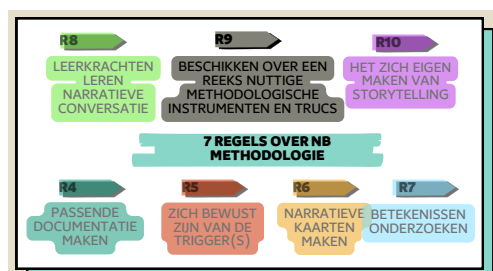 R8
LEERKRACHTEN
LEREN
NARRATIEVE
CONVERSATIE
R9
BESCHIKKEN OVER EEN
REEKS NUTTIGE
METHODOLOGISCHE
INSTRUMENTEN EN TRUCS
R10
HET ZICH EIGEN
MAKEN VAN
STORYTELLING
7 REGELS OVER NB
METHODOLOGIE
R4
PASSENDE
DOCUMENTATIE
MAKEN
R5
ZICH BEWUST
ZIJN VAN DE
TRIGGER(S)
R6
NARRATIEVE
KAARTEN
MAKEN
R7
BETEKENISSEN
ONDERZOEKEN